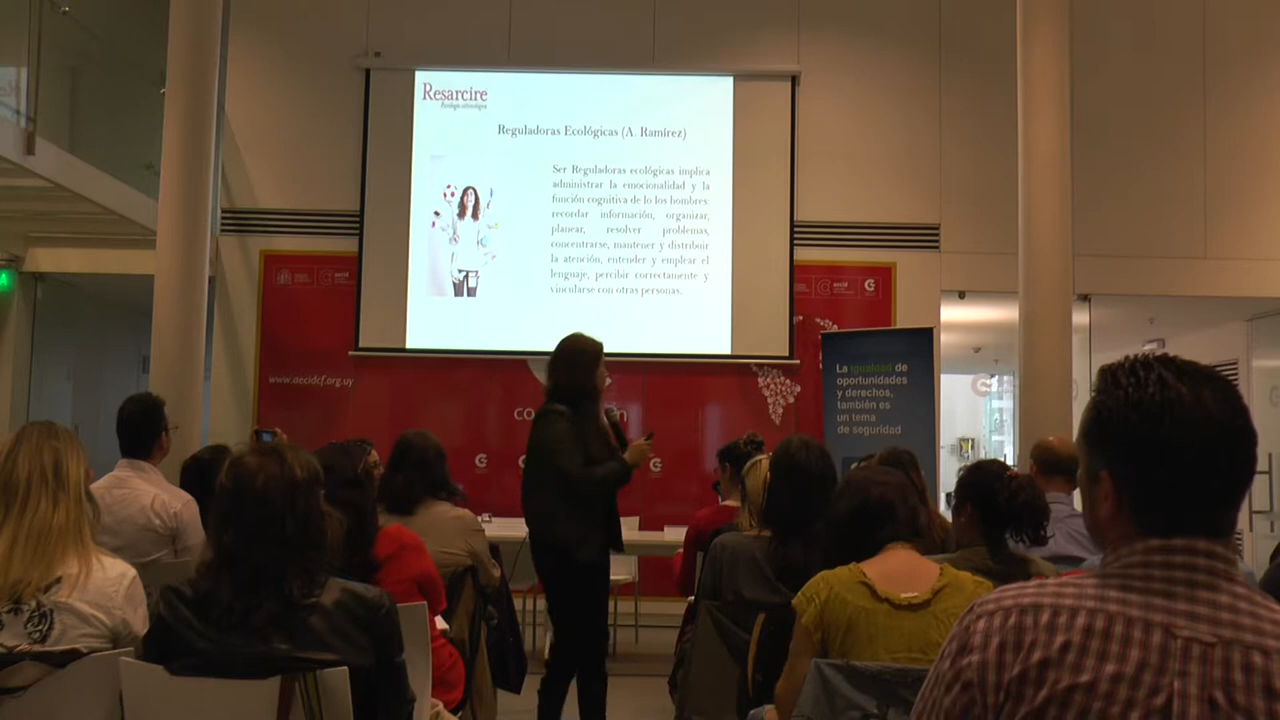 Resarcire
Reguladoras Ecológicas (A. Ramírez)
Ser Reguladoras ecológicas implica
administrar la emocionalidad y la
función cognitiva de lo los hombres:
recordar información, organizar,
planear, resolver problemas,
concentrarse, mantener y distribuir
la atención, entender y emplear el
lenguaje, percibir correctamente y
vincularse con otras personas.
aecid
aecid
www.aecidcf.org.uy
La igualdad de
oportunidades
y derechos,
también es
un tema
de seguridad